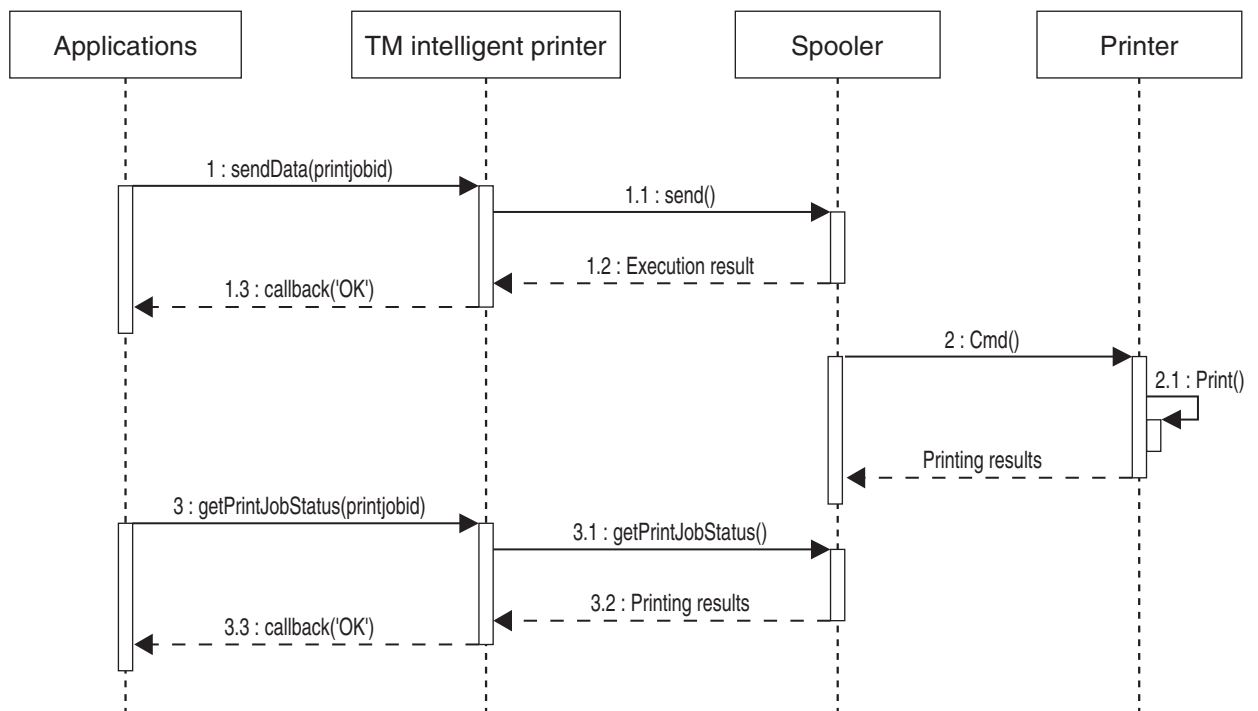 Applications
TM intelligent printer
Spooler
Printer
1 : sendData(printjobid)
1.1 : send()
1.2 : Execution result
1.3 : callback('OK')
2 : Cmd()
2.1 : Print()
Printing results
3 : getPrintJobStatus(printjobid)
3.1 : getPrintJobStatus()
3.2 : Printing results
3.3 : callback('OK')